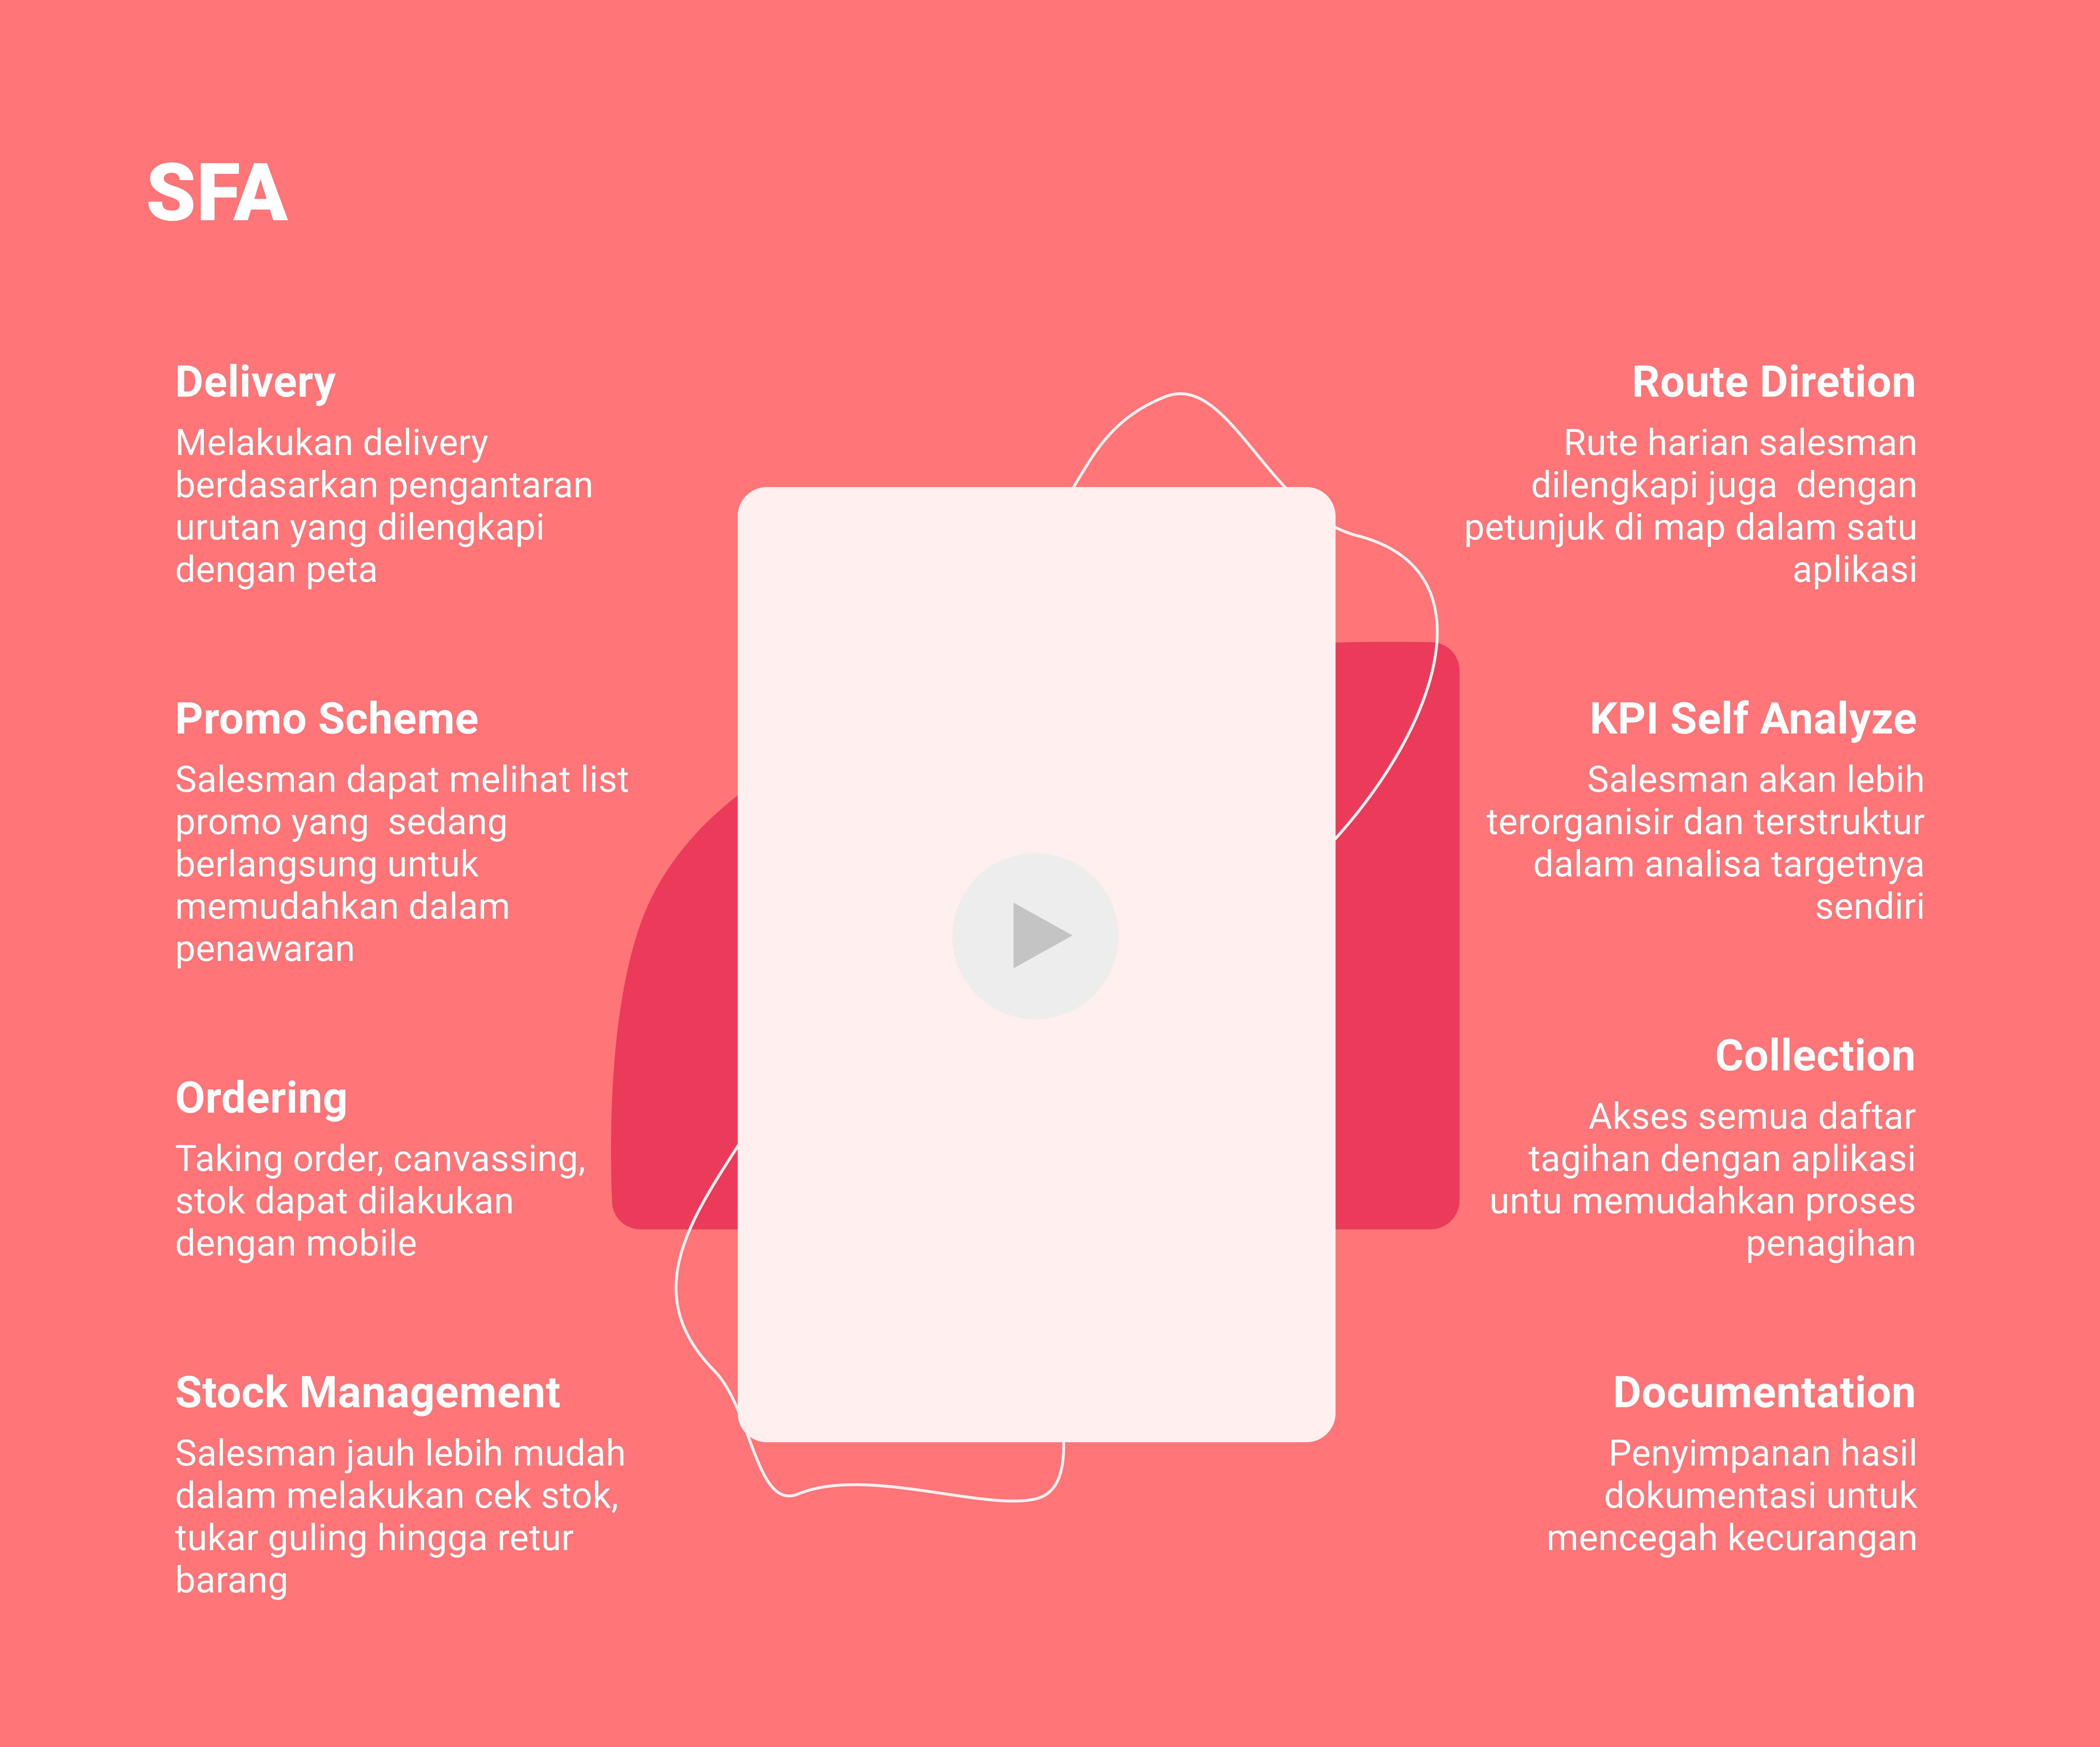 SFA
Delivery
Melakukan delivery
berdasarkan pengantaran
urutan yang dilengkapi
dengan peta
Promo Scheme
Salesman dapat melihat list
promo yang  sedang
berlangsung untuk
memudahkan dalam
penawaran
Ordering
Taking order, canvassing,
stok dapat dilakukan
dengan mobile
Stock Management
Salesman jauh lebih mudah
dalam melakukan cek stok,
tukar guling hingga retur
barang
Route Diretion
Rute harian salesman
dilengkapi juga  dengan
petunjuk di map dalam satu
aplikasi
KPI Self Analyze
Salesman akan lebih
terorganisir dan terstruktur
dalam analisa targetnya
sendiri
Collection
Akses semua daftar
tagihan dengan aplikasi
untu memudahkan proses
penagihan
Documentation
Penyimpanan hasil
dokumentasi untuk
mencegah kecurangan